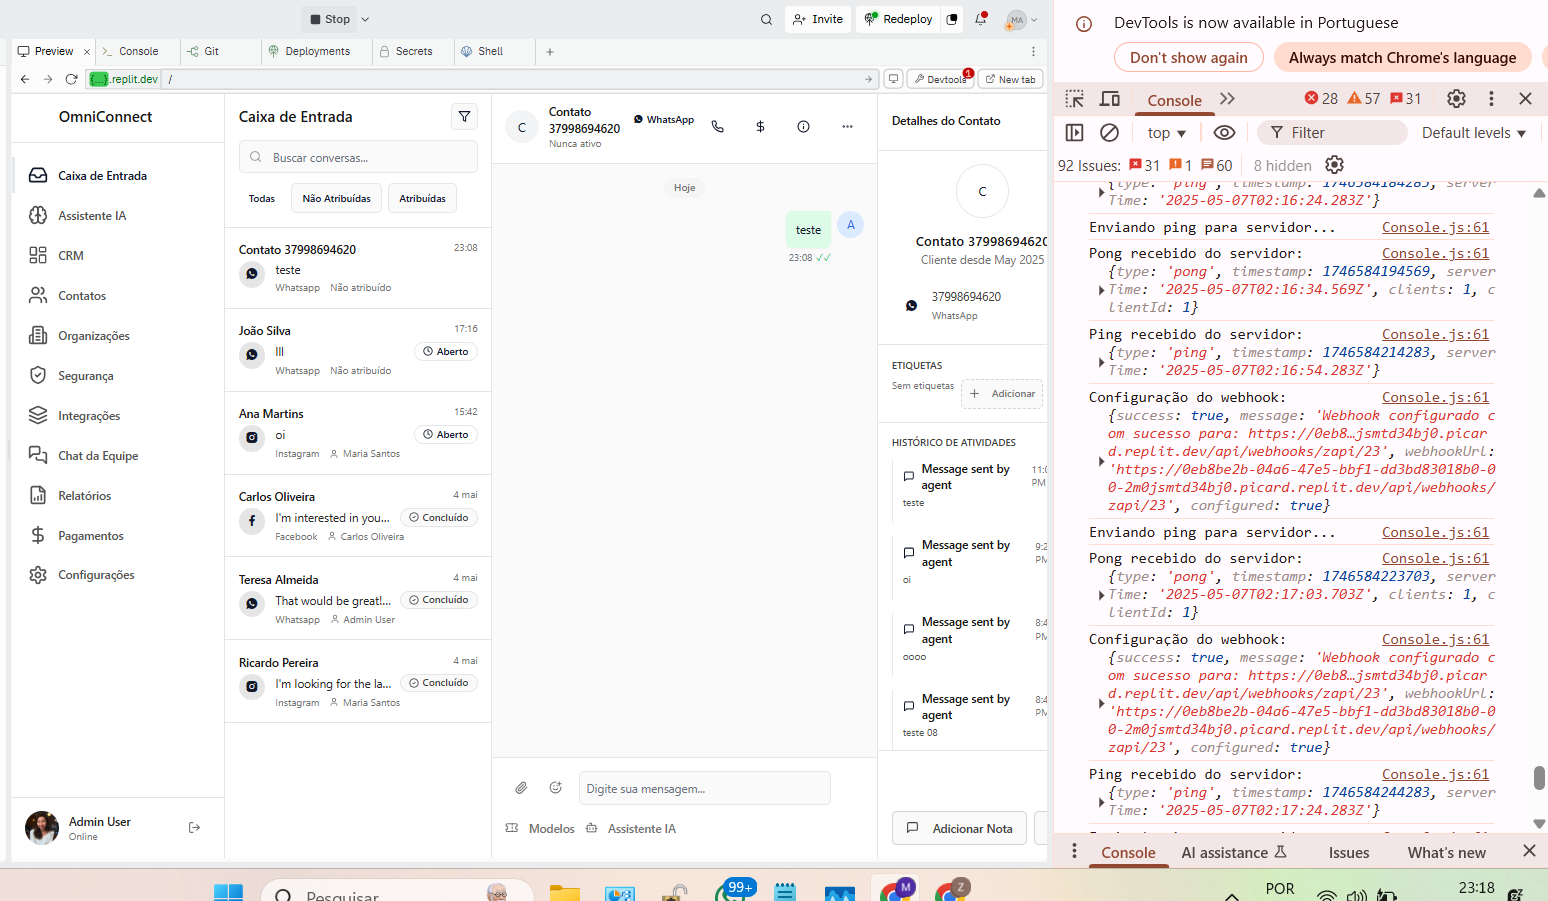 Stop
Invite
Redeploy
MA
Preview
Console
Git
Deployments
Secrets
Shell
{...}.replit.dev
/
Devtools
1
New tab
OmniConnect
Caixa de Entrada
Assistente IA
CRM
Contatos
Organizações
Segurança
Integrações
Chat da Equipe
Relatórios
Pagamentos
Configurações
Admin User
Online
Caixa de Entrada
Buscar conversas...
Todas
Não Atribuídas
Atribuídas
Contato 37998694620
23:08
teste
Whatsapp Não atribuído
João Silva
17:16
lll
Aberto
Whatsapp Não atribuído
Ana Martins
15:42
oi
Aberto
Instagram Maria Santos
Carlos Oliveira
4 mai
I'm interested in you...
Concluído
Facebook Carlos Oliveira
Teresa Almeida
4 mai
That would be great!...
Concluído
Whatsapp Admin User
Ricardo Pereira
4 mai
I'm looking for the la...
Concluído
Instagram Maria Santos
C
Contato
37998694620
Nunca ativo
WhatsApp
Hoje
teste
A
23:08
Digite sua mensagem...
Modelos
Assistente IA
Detalhes do Contato
C
Contato 37998694620
Cliente desde May 2025
37998694620
WhatsApp
ETIQUETAS
Sem etiquetas
+ Adicionar
HISTÓRICO DE ATIVIDADES
Message sent by
agent
11:0
PM
teste
Message sent by
agent
9:2
PM
oi
Message sent by
agent
8:4
PM
oooo
Message sent by
agent
8:4
PM
teste 08
Adicionar Nota
DevTools is now available in Portuguese
Don't show again
Always match Chrome's language
Console
28
57
31
top
Filter
Default levels
92 Issues:
31
1
60
8 hidden
{type: 'ping', timestamp: 1746584184283, server
Time: '2025-05-07T02:16:24.283Z'}
Enviando ping para servidor... Console.js:61
Pong recebido do servidor: Console.js:61
{type: 'pong', timestamp: 1746584194569, server
Time: '2025-05-07T02:16:34.569Z', clients: 1, c
lientId: 1}
Ping recebido do servidor: Console.js:61
{type: 'ping', timestamp: 1746584214283, server
Time: '2025-05-07T02:16:54.283Z'}
Configuração do webhook: Console.js:61
{success: true, message: 'Webhook configurado c
om sucesso para: https://0eb8…jsmtd34bj0.picar
d.replit.dev/api/webhooks/zapi/23', webhookUrl:
'https://0eb8be2b-04a6-47e5-bbf1-dd3bd83018b0-0
0-2m0jsmtd34bj0.picard.replit.dev/api/webhooks/
zapi/23', configured: true}
Enviando ping para servidor... Console.js:61
Pong recebido do servidor: Console.js:61
{type: 'pong', timestamp: 1746584223703, server
Time: '2025-05-07T02:17:03.703Z', clients: 1, c
lientId: 1}
Configuração do webhook: Console.js:61
{success: true, message: 'Webhook configurado c
om sucesso para: https://0eb8…jsmtd34bj0.picar
d.replit.dev/api/webhooks/zapi/23', webhookUrl:
'https://0eb8be2b-04a6-47e5-bbf1-dd3bd83018b0-0
0-2m0jsmtd34bj0.picard.replit.dev/api/webhooks/
zapi/23', configured: true}
Ping recebido do servidor: Console.js:61
{type: 'ping', timestamp: 1746584244283, server
Time: '2025-05-07T02:17:24.283Z'}
Console
AI assistance
Issues
What's new
Pesquisar
99+
M
Z
POR
23:18